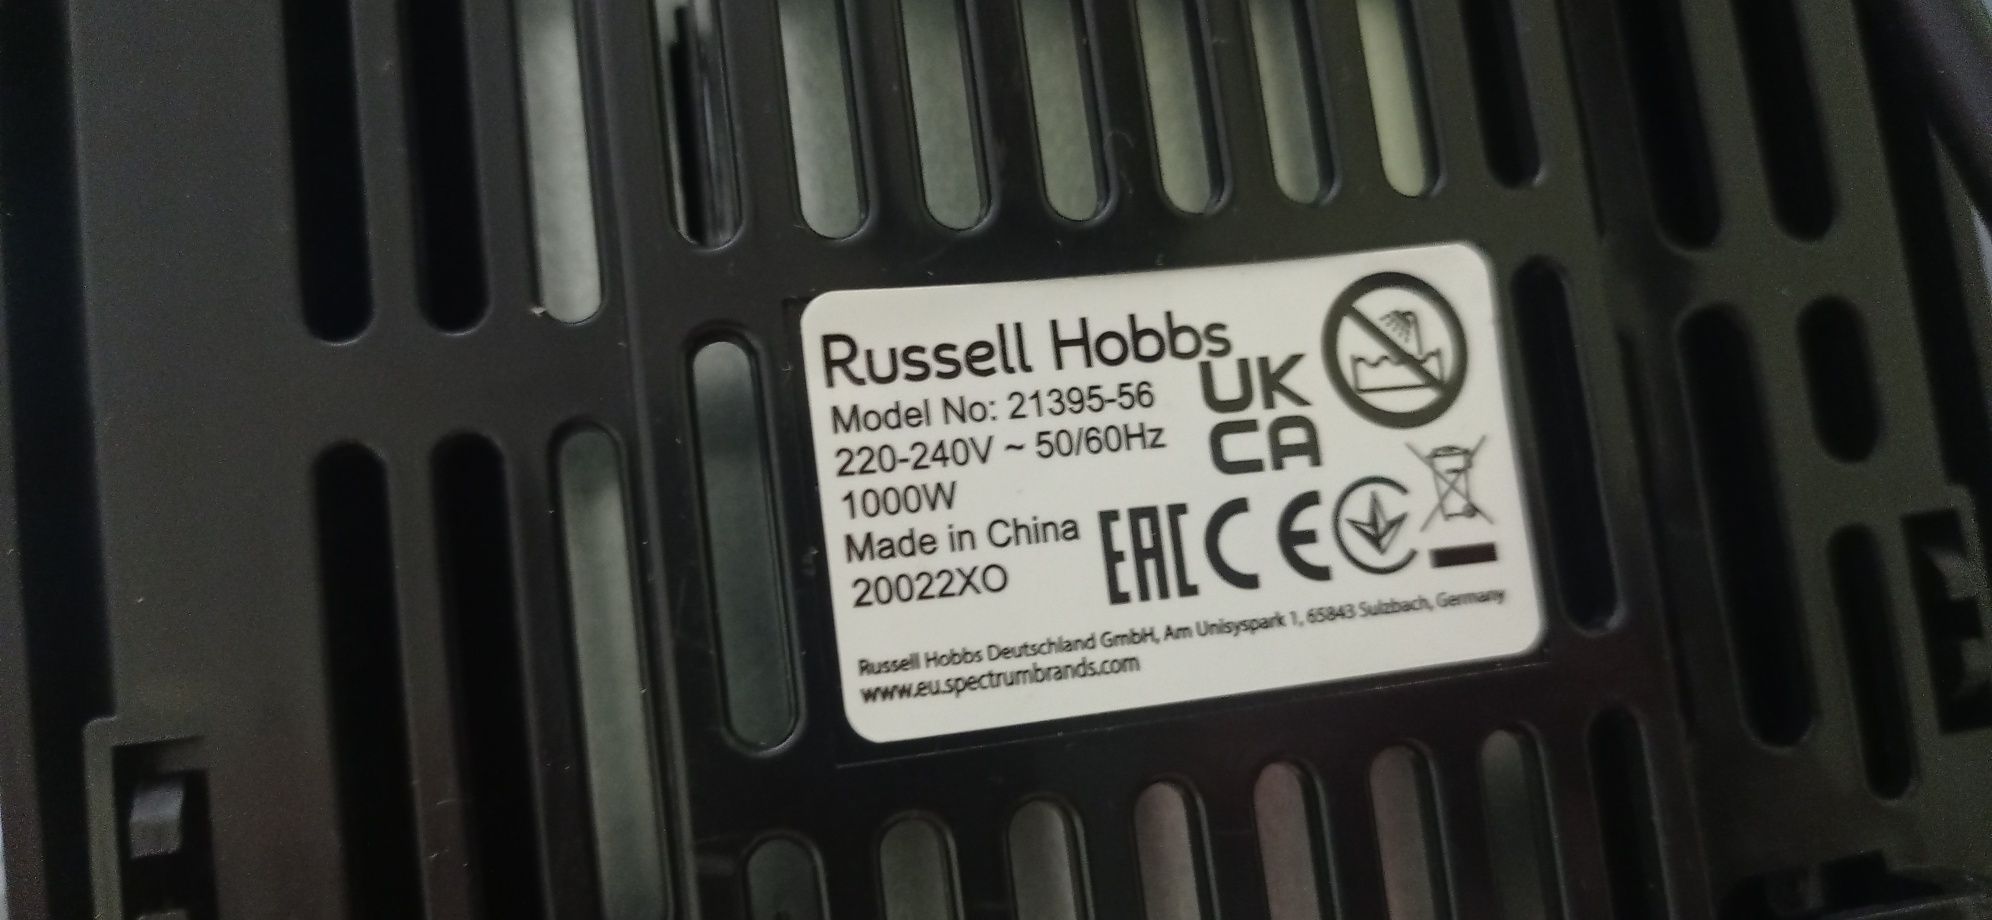 Russell Hobbs
Model No: 21395-56
220-240V ~ 50/60Hz
1000W
Made in China
20022XO
UK
CA
EAC CE
Russell Hobbs Deutschland GmbH, Am Unisyspark 1, 65843 Sulzbach, Germany
www.eu.spectrumbrands.com